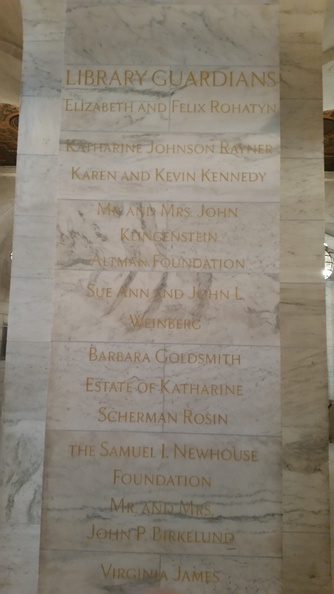 LIBRARY GUARDIANS
ELIZABETH AND FELIX ROHATYN
KATHARINE JOHNSON RAYNER
KAREN AND KEVIN KENNEDY
MR. AND MRS. JOHN
KLINGENSTEIN
ALTMAN FOUNDATION
SUE ANN AND JOHN L.
WEINBERG
BARBARA GOLDSMITH
ESTATE OF KATHARINE
SCHERMAN ROSIN
THE SAMUEL I. NEWHOUSE
FOUNDATION
MR. AND MRS.
JOHN P. BIRKELUND
VIRGINIA JAMES